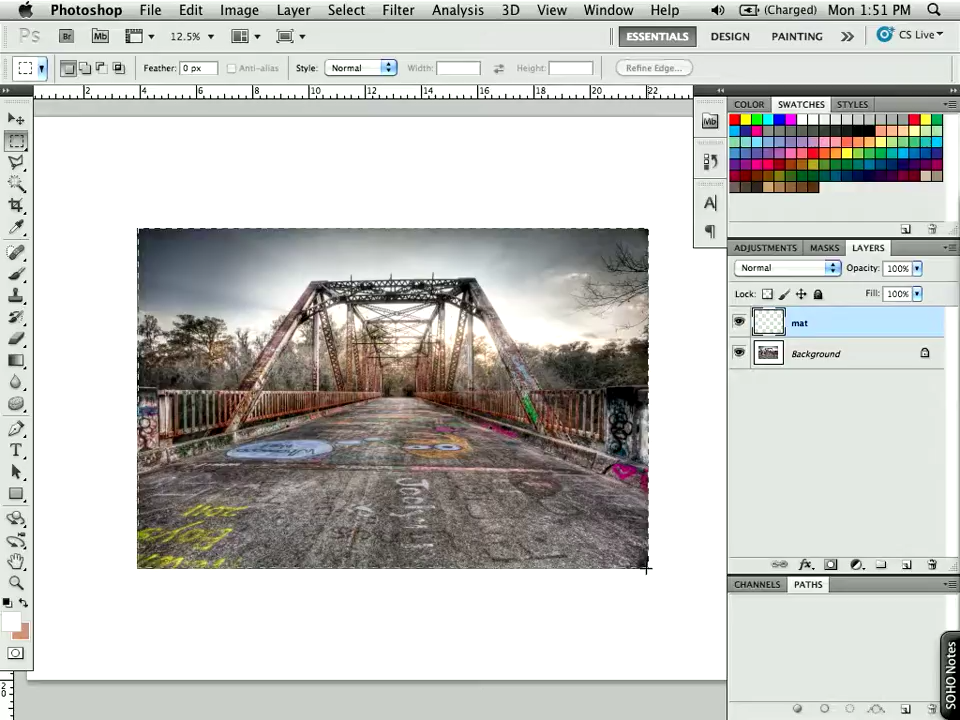 Photoshop File Edit Image Layer Select Filter Analysis 3D View Window Help (Charged) Mon 1:51 PM
Ps Br Mb 12.5% ESSENTIALS DESIGN PAINTING CS Live
Feather: 0 px Anti-alias Style: Normal Width: Height: Refine Edge...
2 4 6 8 10 12 14 16 18 20 22
COLOR SWATCHES STYLES
Mb
A
ADJUSTMENTS MASKS LAYERS
Normal Opacity: 100%
Lock: Fill: 100%
mat
Background
T
fx
CHANNELS PATHS
SOHO Notes